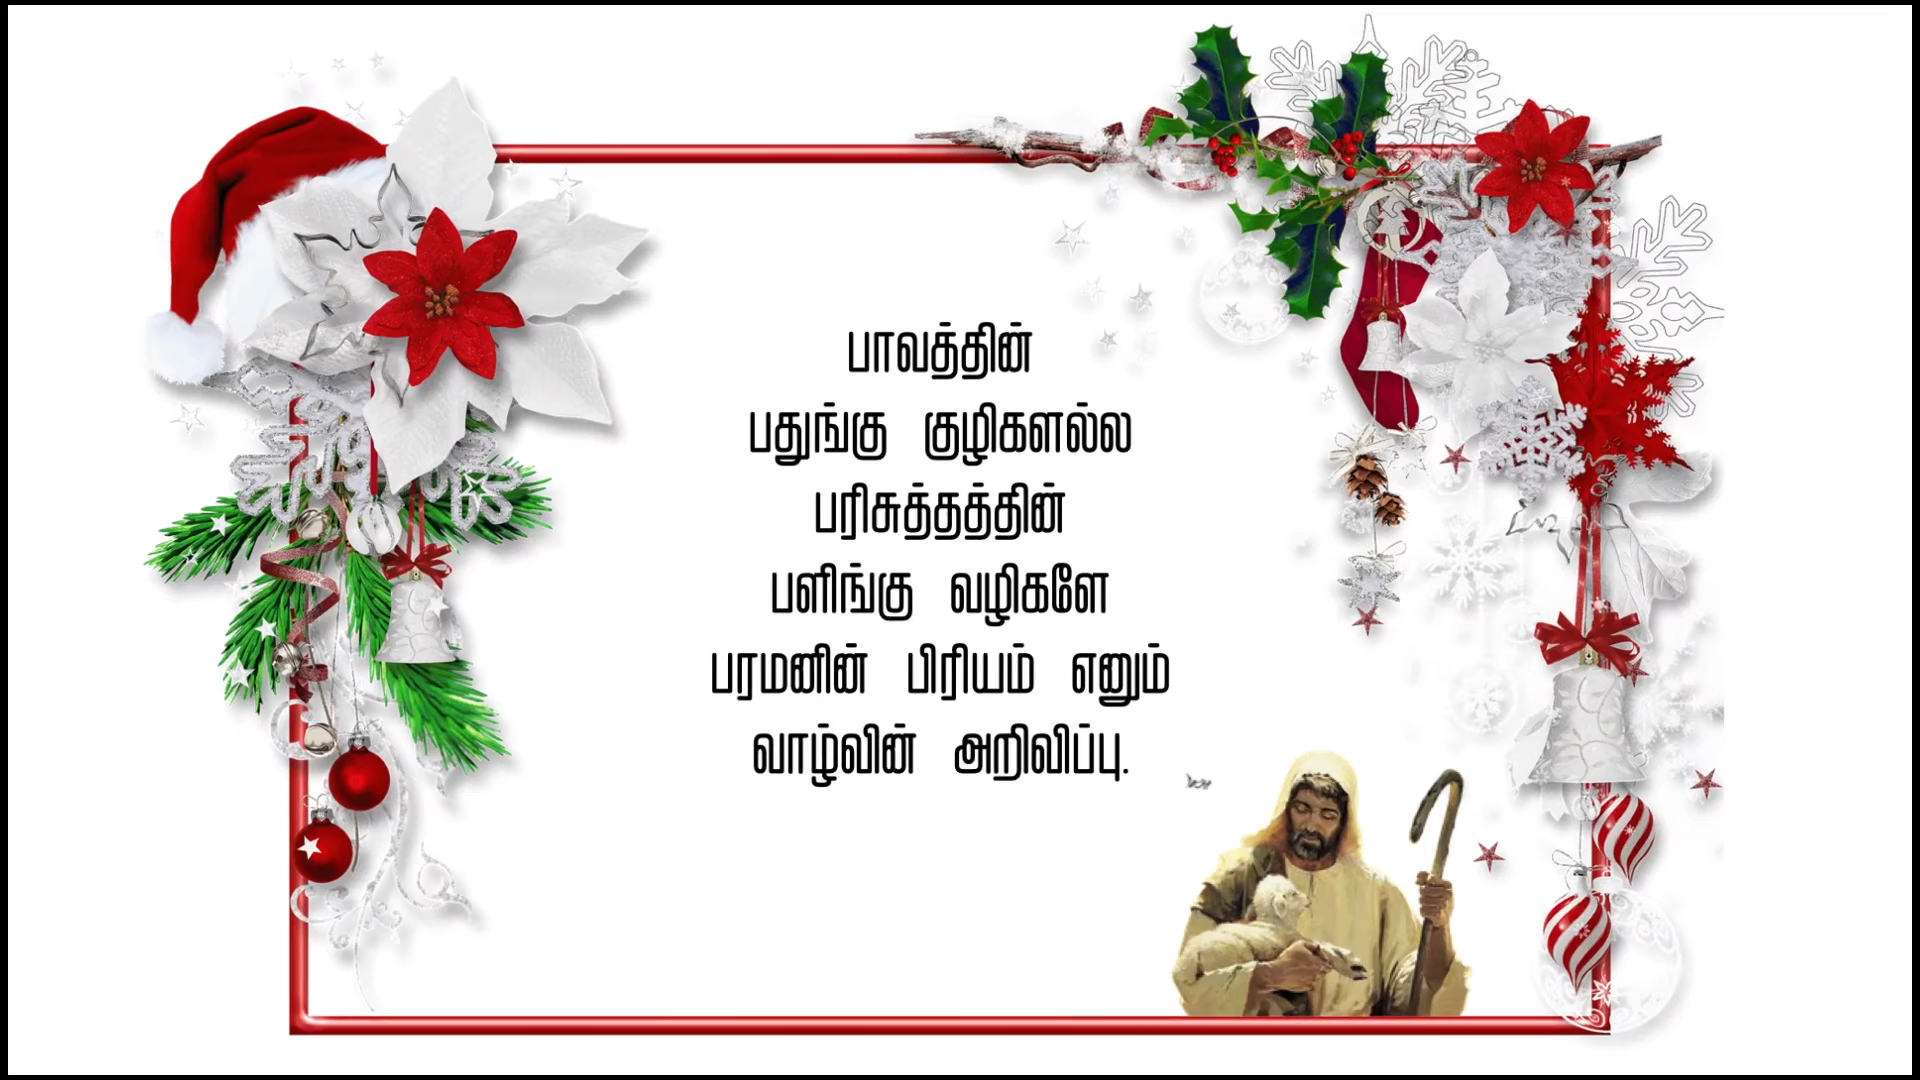 பாவத்தின்
பதுங்கு குழிகளல்ல
பரிசுத்தத்தின்
பளிங்கு வழிகளே
பரமனின் பிரியம் எனும்
வாழ்வின் அறிவிப்பு.